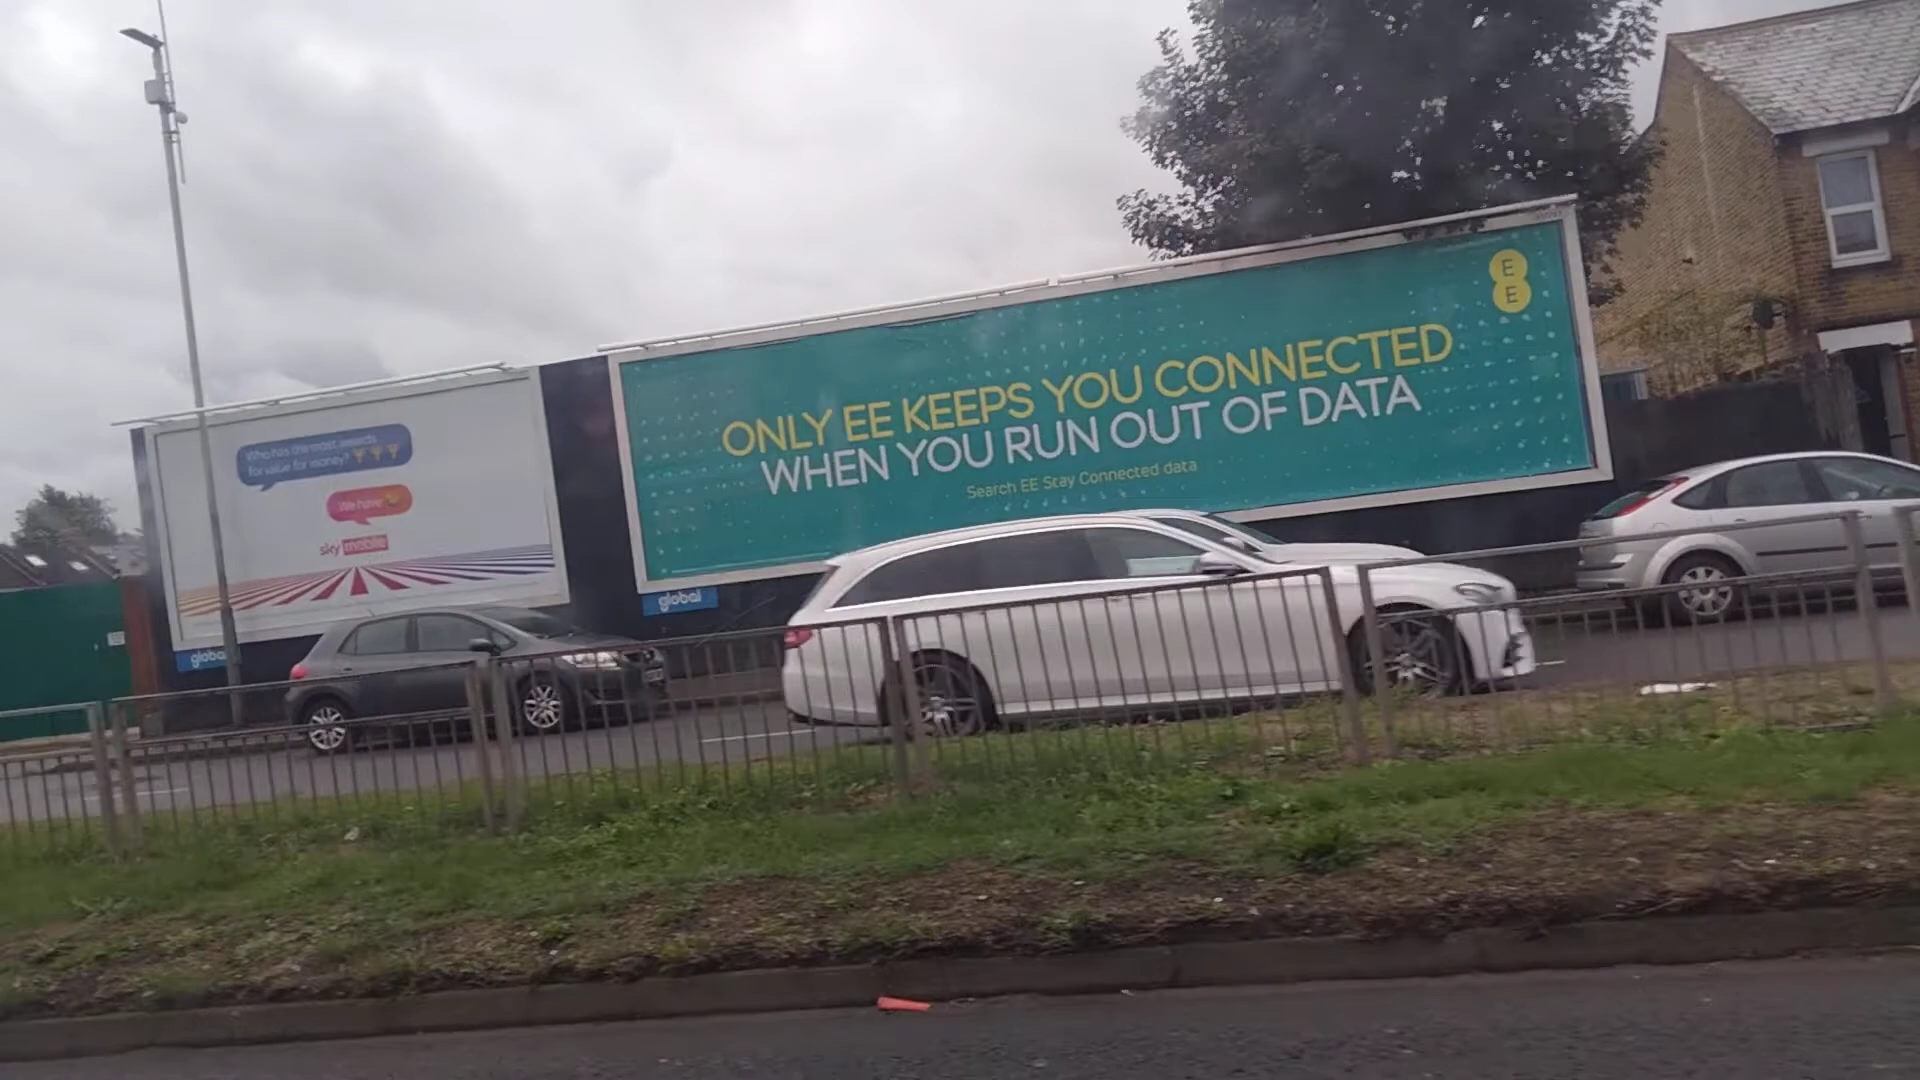 Who has the most awards
for value for money?
We have
sky mobile
global
E
E
ONLY EE KEEPS YOU CONNECTED
WHEN YOU RUN OUT OF DATA
Search EE Stay Connected data
global